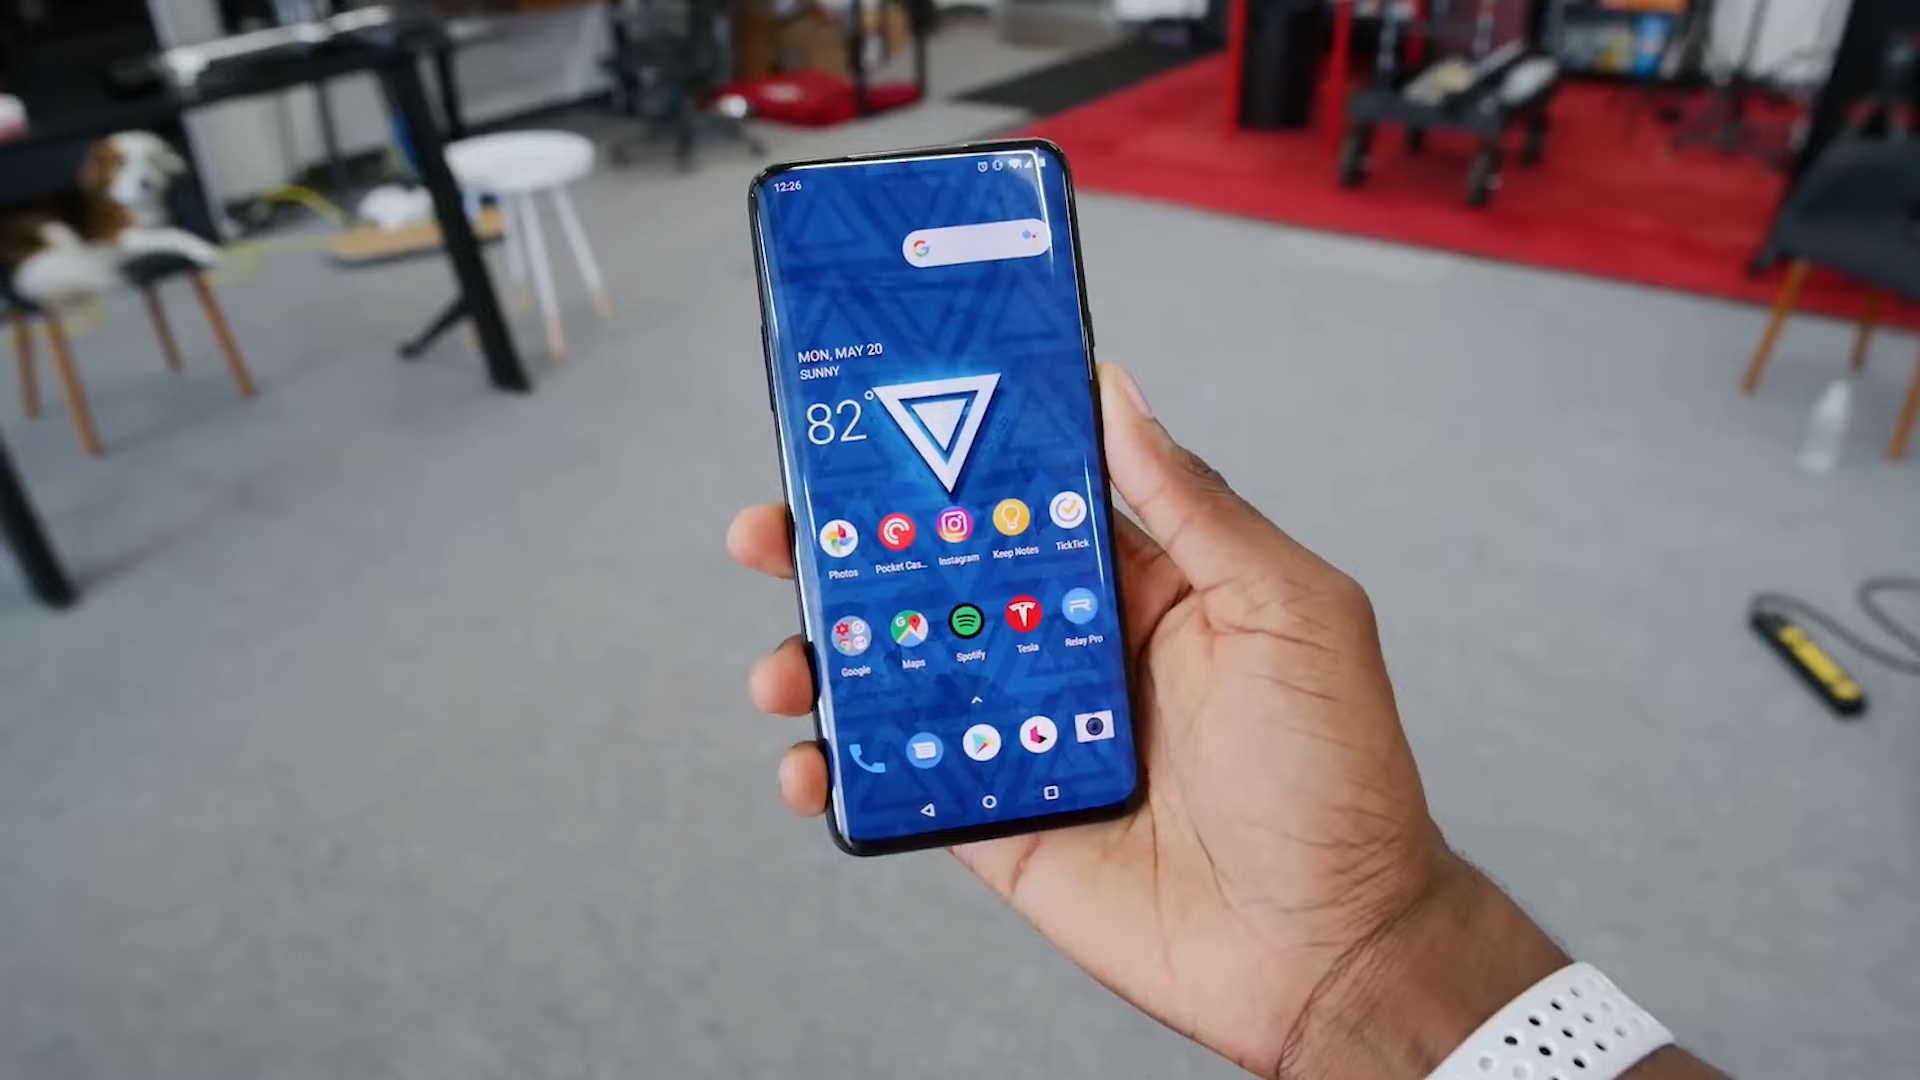 12:26
MON, MAY 20
SUNNY
82°
Photos
Pocket Cas...
Instagram
Keep Notes
TickTick
Google
Maps
Spotify
Tesla
Relay Pro